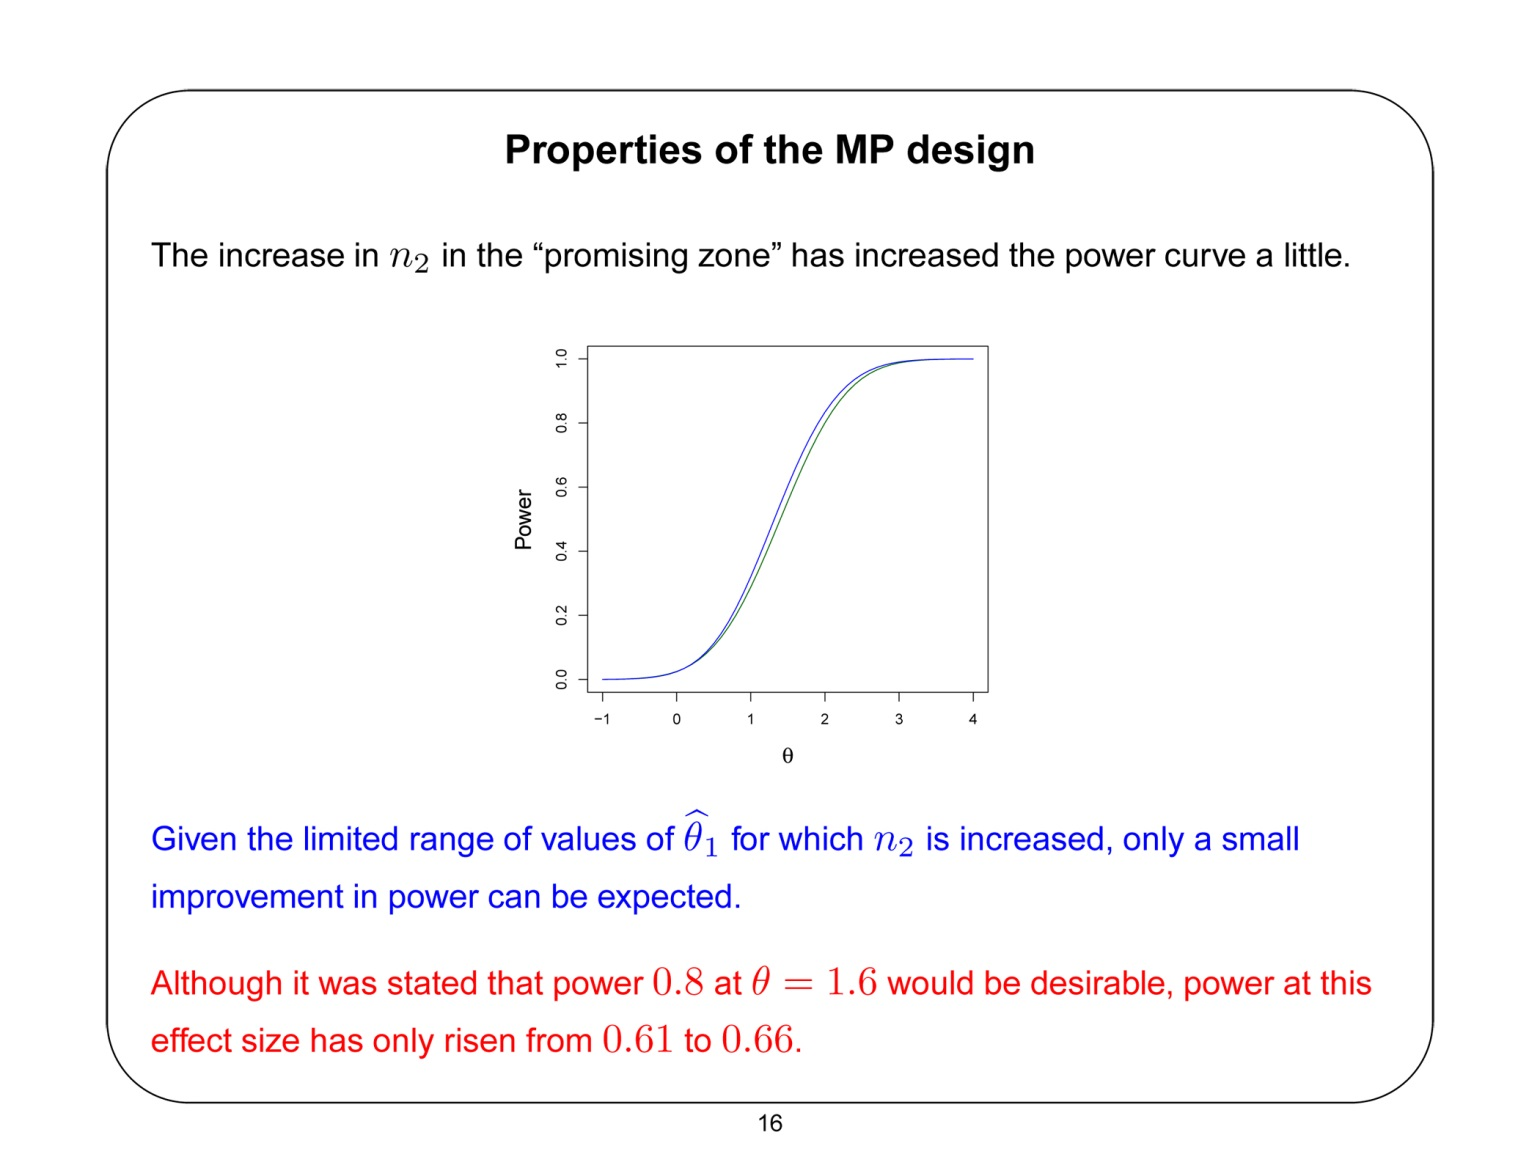 Properties of the MP design
The increase in n₂ in the “promising zone” has increased the power curve a little.
1.0
0.8
0.6
0.4
0.2
0.0
Power
−1 0 1 2 3 4
θ
Given the limited range of values of θ̂₁ for which n₂ is increased, only a small
improvement in power can be expected.
Although it was stated that power 0.8 at θ = 1.6 would be desirable, power at this
effect size has only risen from 0.61 to 0.66.
16